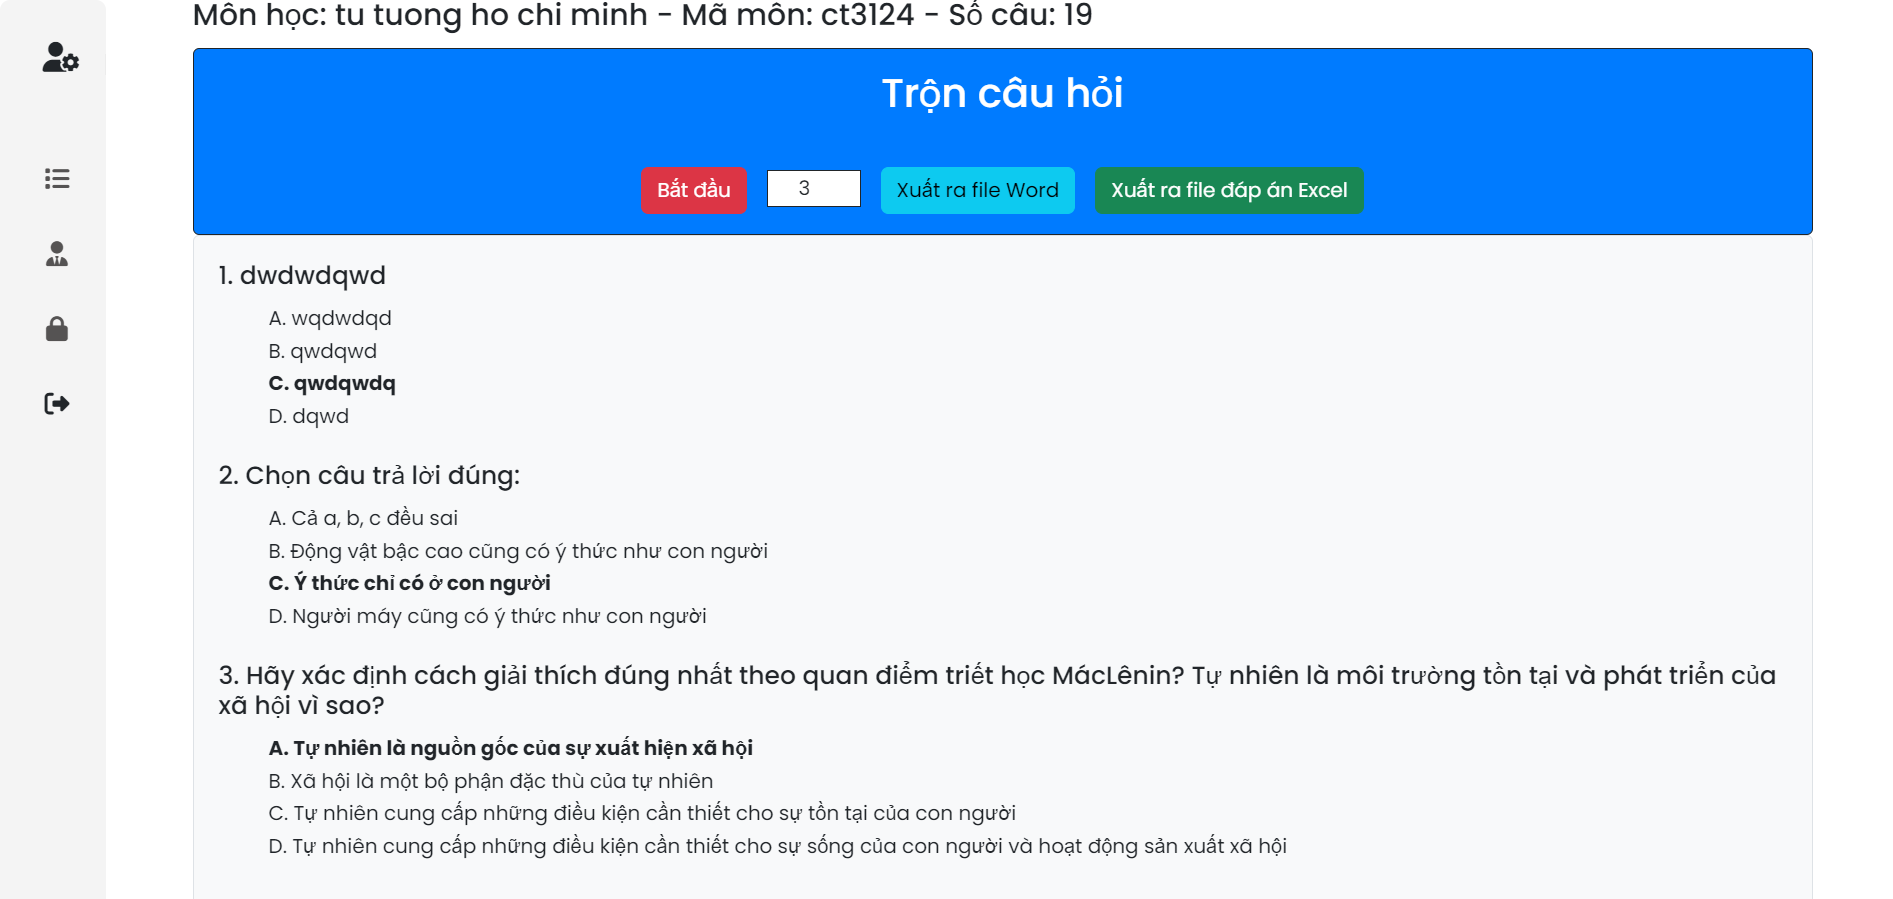 Môn học: tu tuong ho chi minh - Mã môn: ct3124 - Số câu: 19
Trộn câu hỏi
Bắt đầu 3 Xuất ra file Word Xuất ra file đáp án Excel
1. dwdwdqwd
A. wqdwdqd
B. qwdqwd
C. qwdqwdq
D. dqwd
2. Chọn câu trả lời đúng:
A. Cả a, b, c đều sai
B. Động vật bậc cao cũng có ý thức như con người
C. Ý thức chỉ có ở con người
D. Người máy cũng có ý thức như con người
3. Hãy xác định cách giải thích đúng nhất theo quan điểm triết học MácLênin? Tự nhiên là môi trường tồn tại và phát triển của
xã hội vì sao?
A. Tự nhiên là nguồn gốc của sự xuất hiện xã hội
B. Xã hội là một bộ phận đặc thù của tự nhiên
C. Tự nhiên cung cấp những điều kiện cần thiết cho sự tồn tại của con người
D. Tự nhiên cung cấp những điều kiện cần thiết cho sự sống của con người và hoạt động sản xuất xã hội